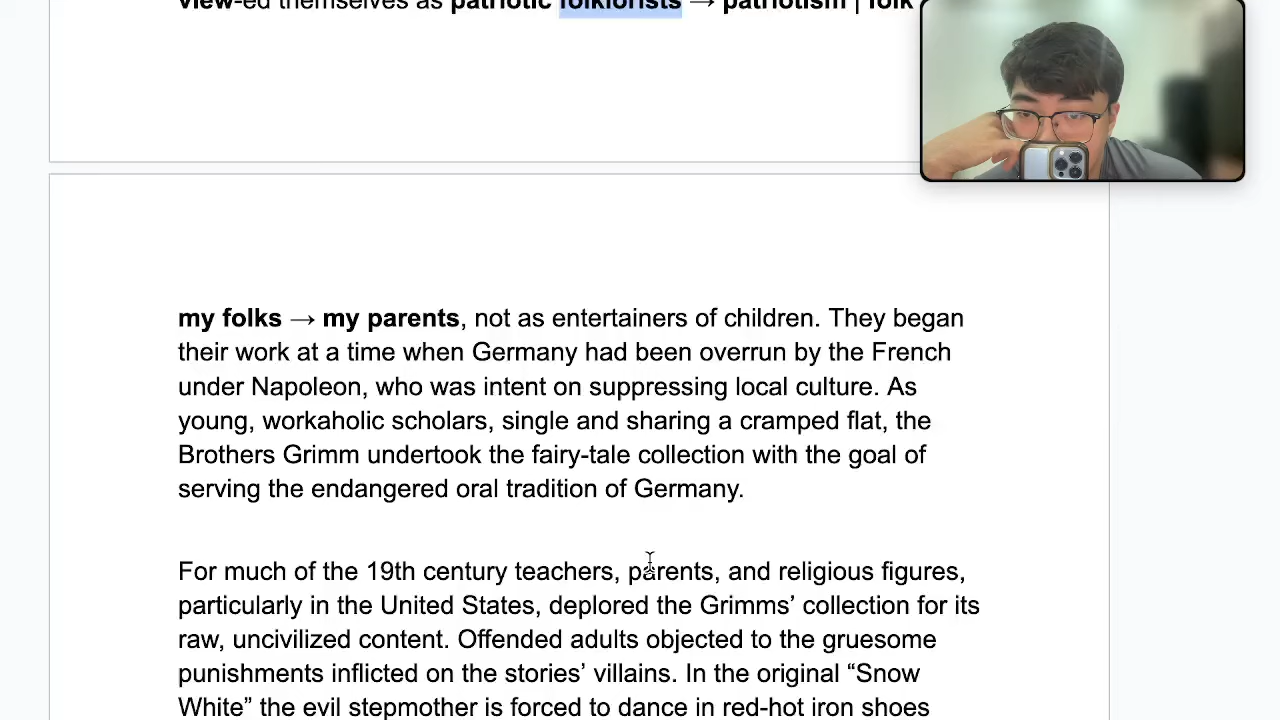 view-ed themselves as patriotic folklorists → patriotism | folk
my folks → my parents, not as entertainers of children. They began
their work at a time when Germany had been overrun by the French
under Napoleon, who was intent on suppressing local culture. As
young, workaholic scholars, single and sharing a cramped flat, the
Brothers Grimm undertook the fairy-tale collection with the goal of
serving the endangered oral tradition of Germany.
For much of the 19th century teachers, parents, and religious figures,
particularly in the United States, deplored the Grimms’ collection for its
raw, uncivilized content. Offended adults objected to the gruesome
punishments inflicted on the stories’ villains. In the original “Snow
White” the evil stepmother is forced to dance in red-hot iron shoes